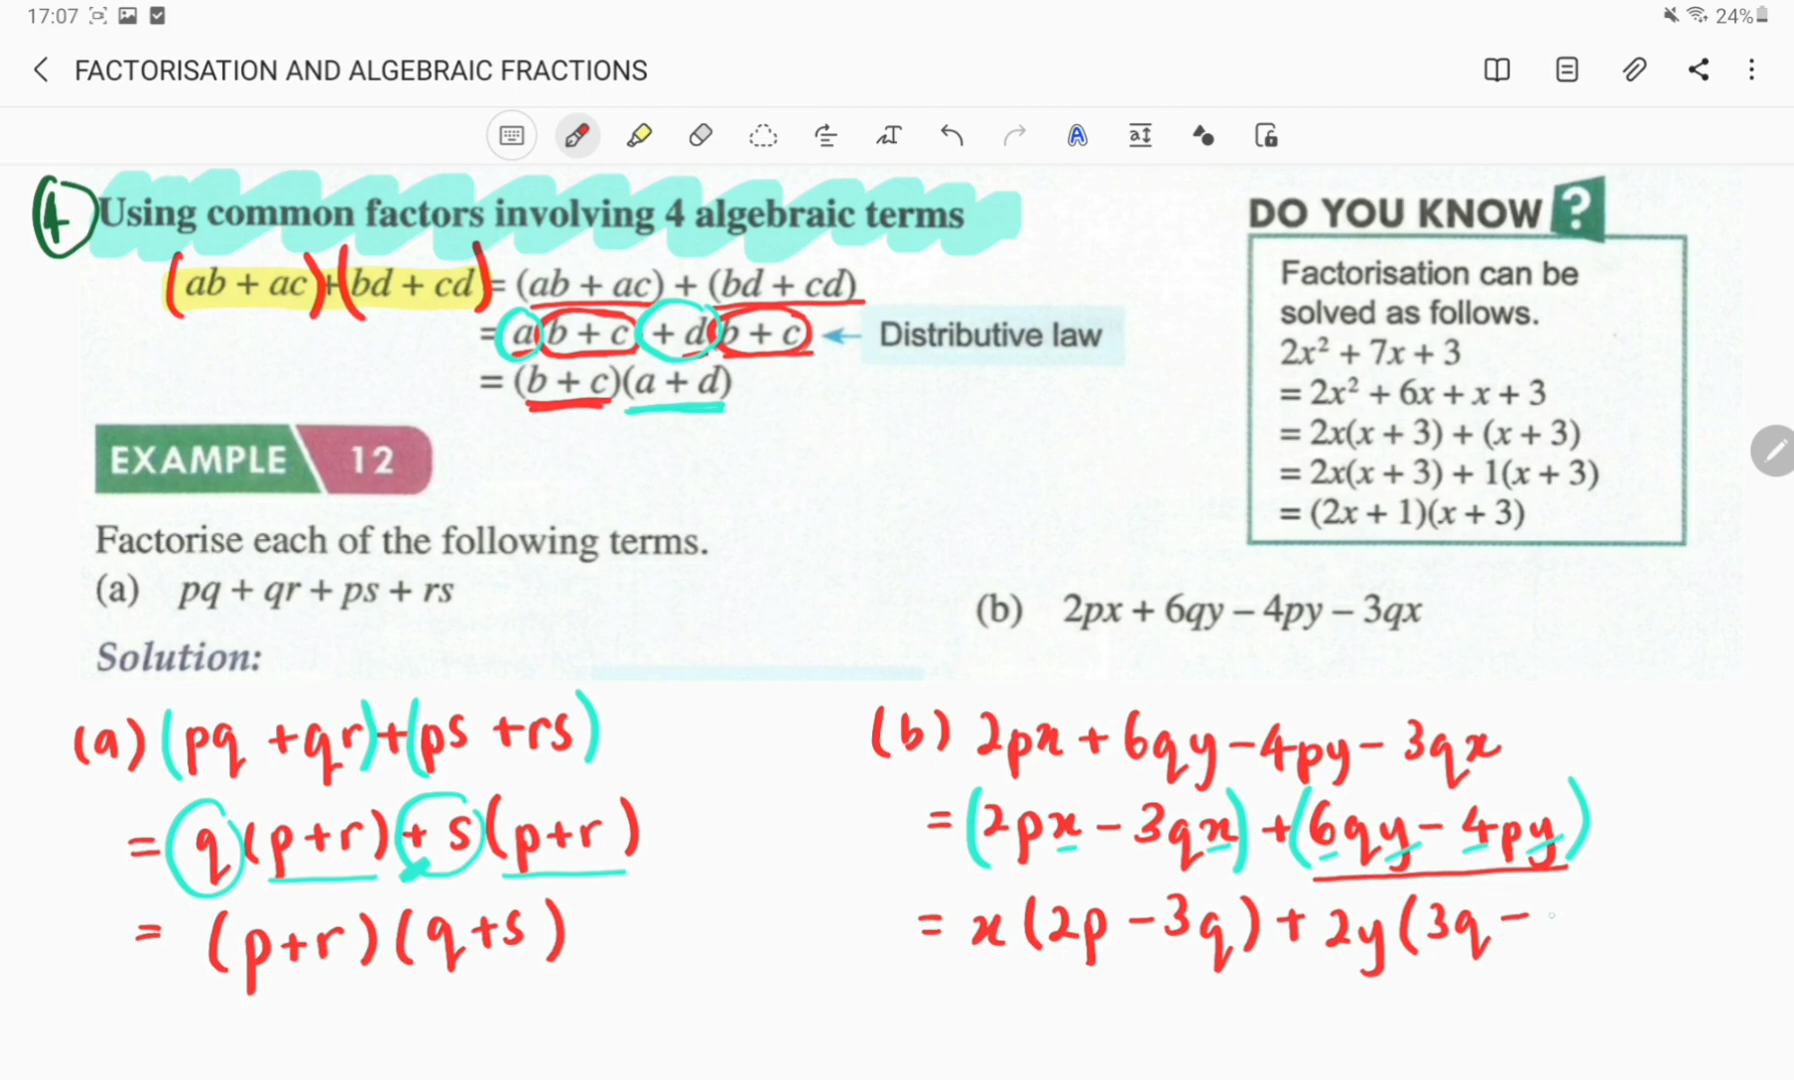 17:07
24%
FACTORISATION AND ALGEBRAIC FRACTIONS
4 Using common factors involving 4 algebraic terms
(ab + ac)+(bd + cd) = (ab + ac) + (bd + cd)
= a(b + c) + d(b + c) ← Distributive law
= (b + c)(a + d)
DO YOU KNOW ?
Factorisation can be
solved as follows.
2x² + 7x + 3
= 2x² + 6x + x + 3
= 2x(x + 3) + (x + 3)
= 2x(x + 3) + 1(x + 3)
= (2x + 1)(x + 3)
EXAMPLE 12
Factorise each of the following terms.
(a) pq + qr + ps + rs
(b) 2px + 6qy – 4py – 3qx
Solution:
(a) (pq + qr)+(ps + rs)
= q(p+r) + s(p+r)
= (p+r)(q+s)
(b) 2px + 6qy – 4py – 3qx
= (2px – 3qx) + (6qy – 4py)
= x(2p – 3q) + 2y(3q –